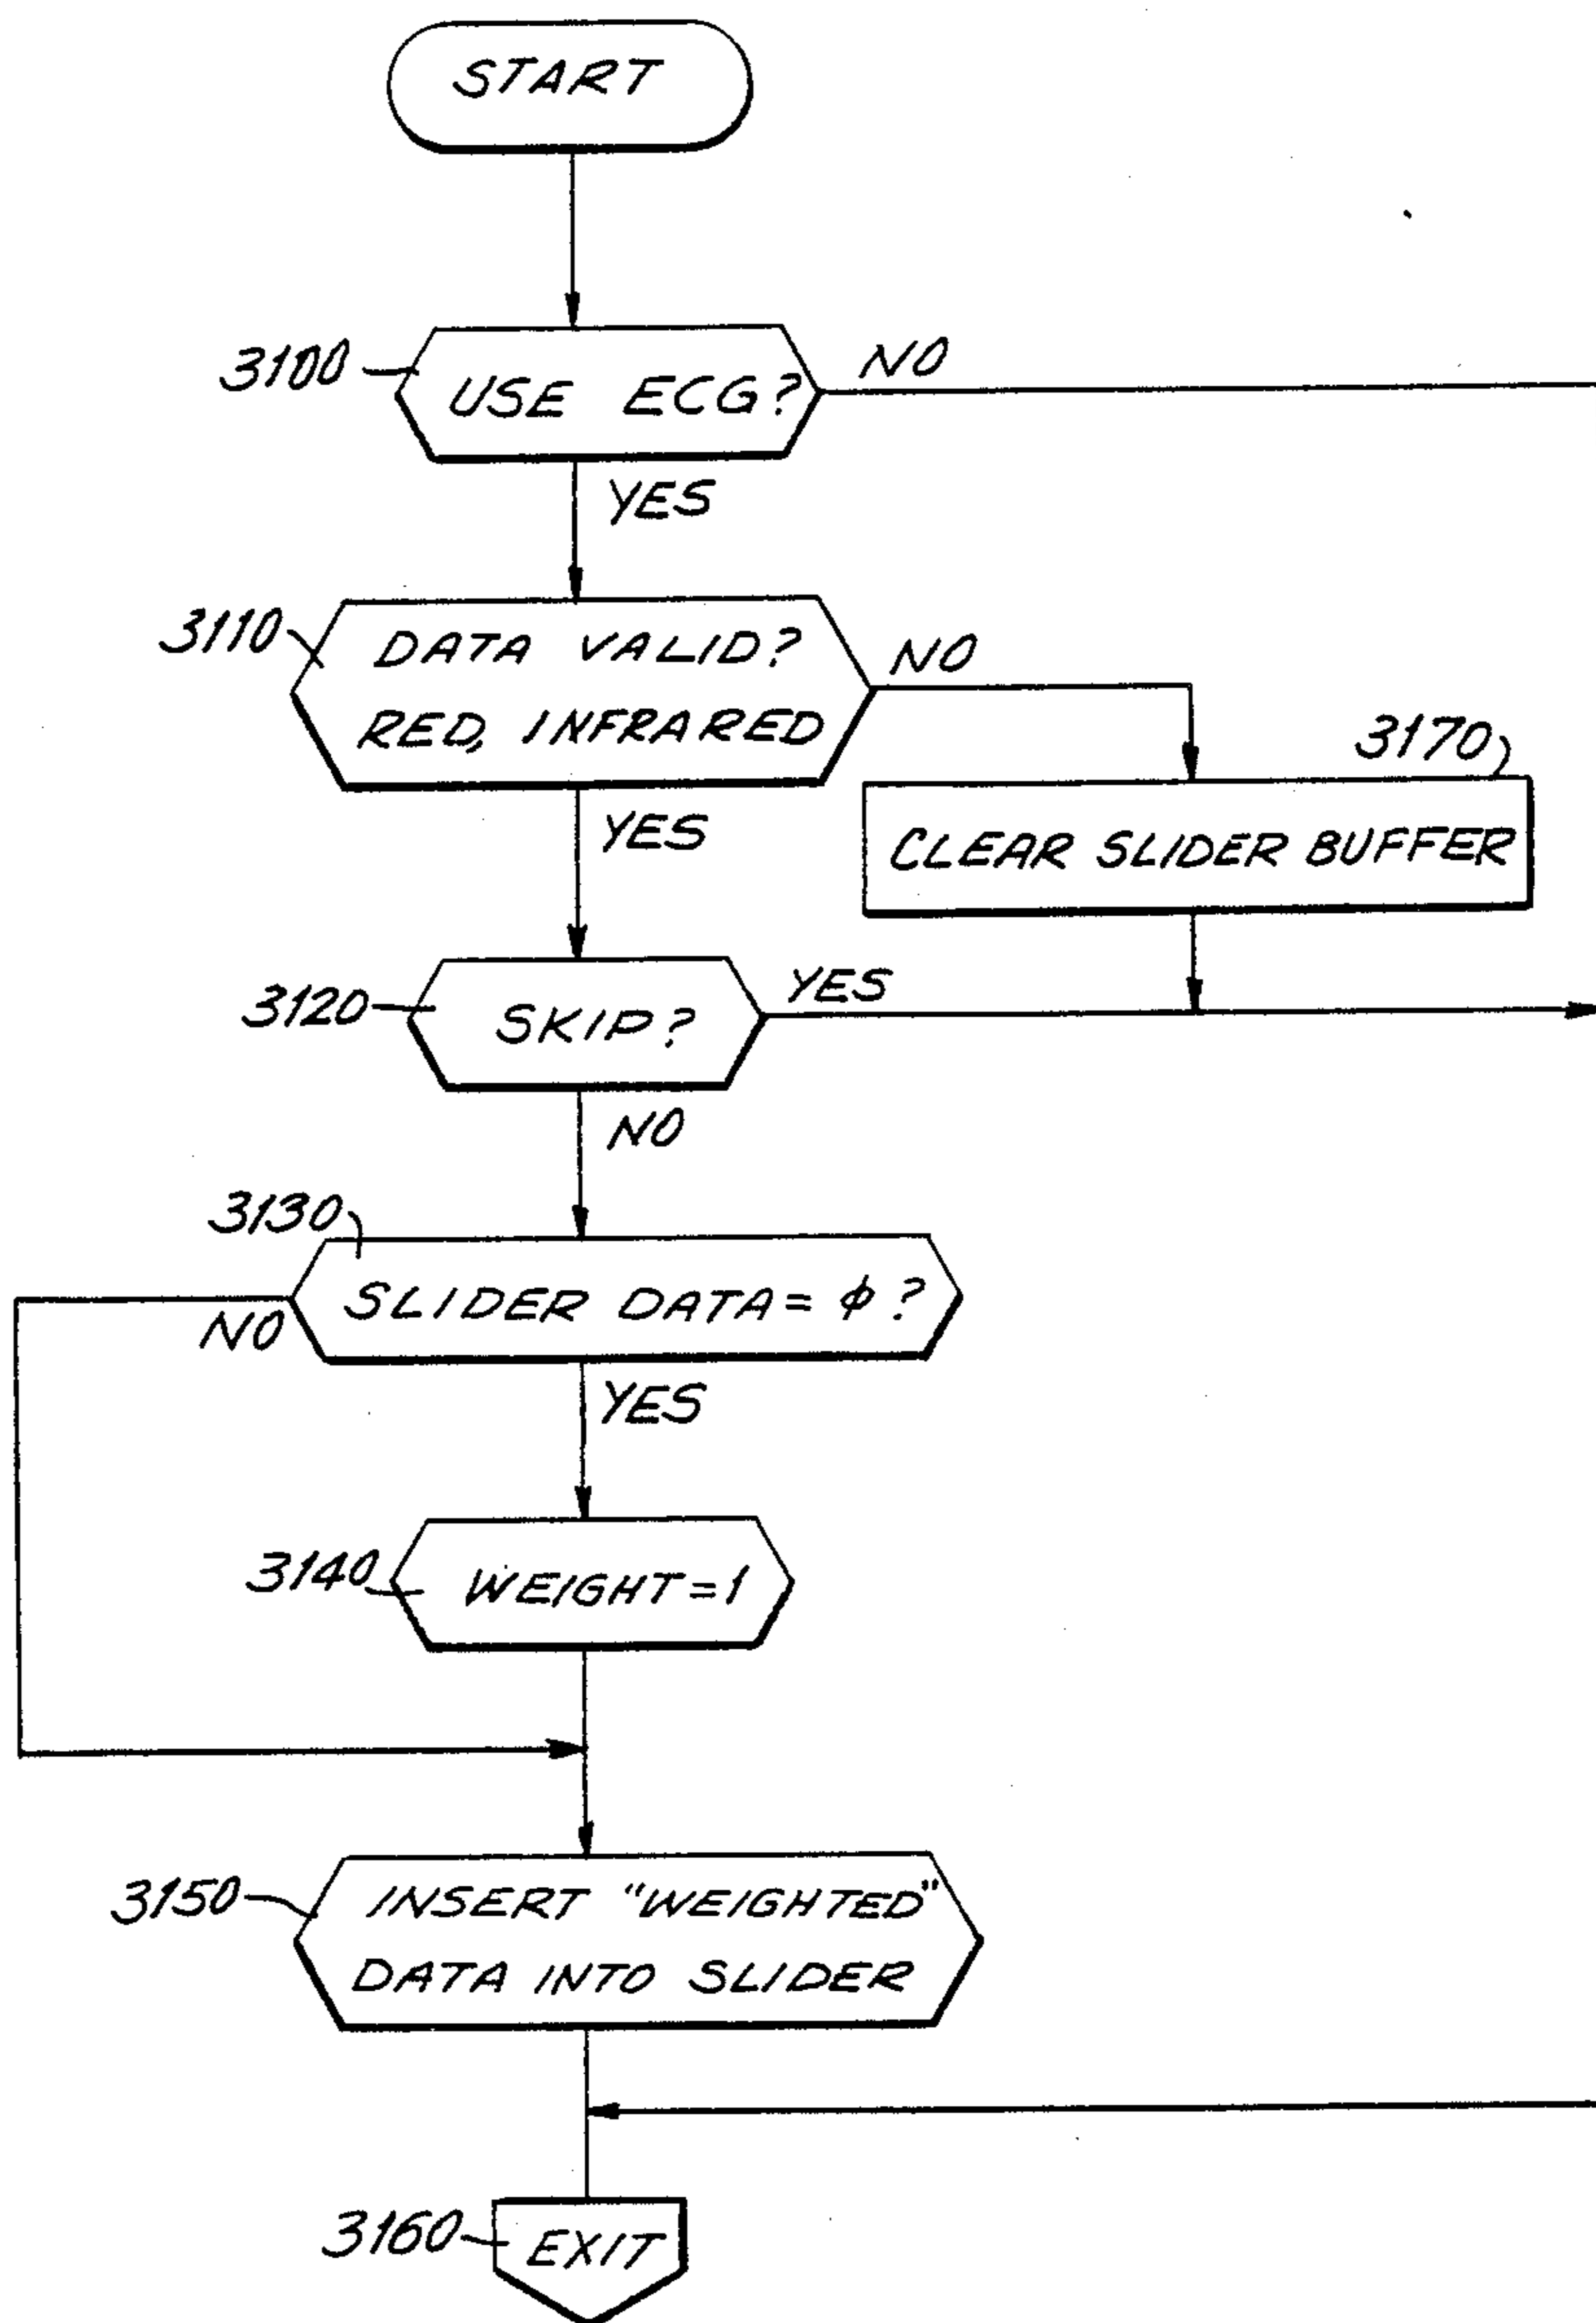 START
3100
USE ECG?
NO
YES
3110
DATA VALID?
RED, INFRARED
NO
YES
3170
CLEAR SLIDER BUFFER
3120
SKIP?
YES
NO
3130
SLIDER DATA = ϕ ?
NO
YES
3140
WEIGHT = 1
3150
INSERT "WEIGHTED"
DATA INTO SLIDER
3160
EXIT